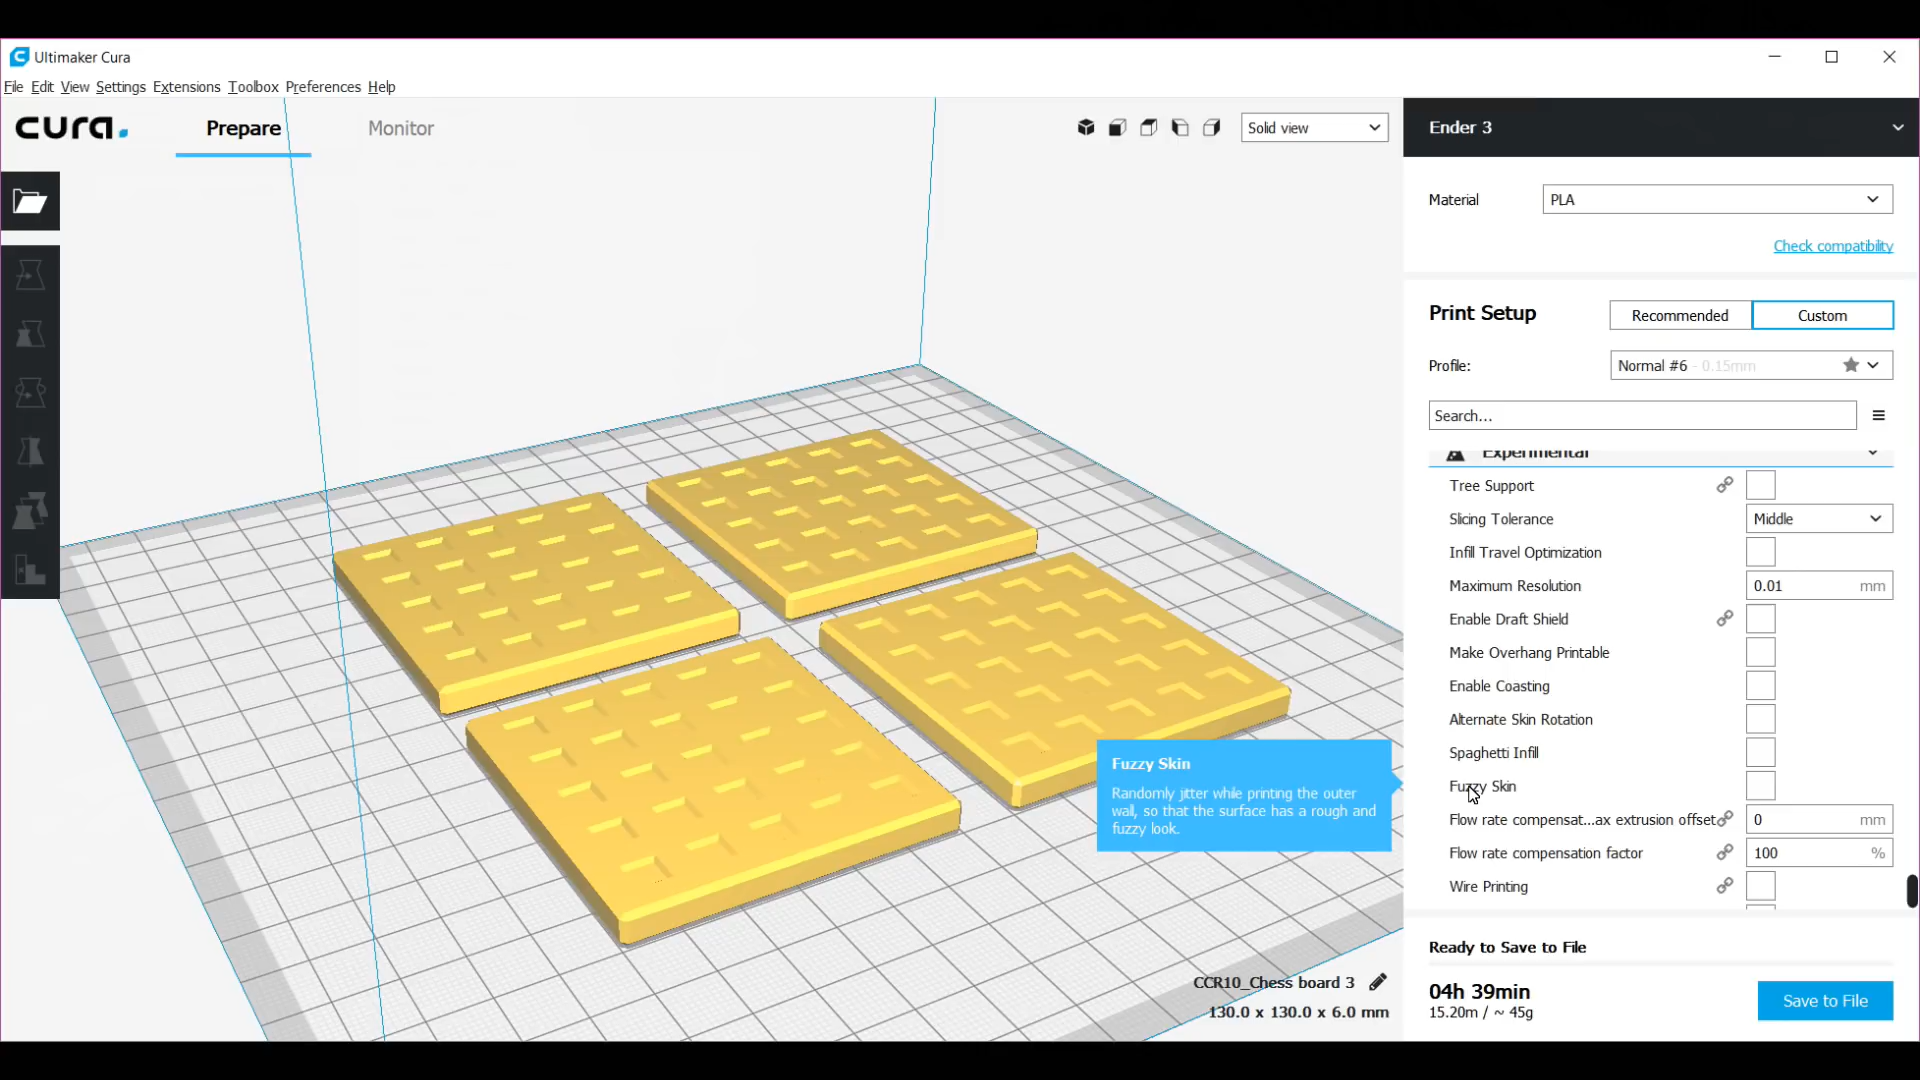 Ultimaker Cura
File Edit View Settings Extensions Toolbox Preferences Help
cura.
Prepare
Monitor
Solid view
Ender 3
Material
PLA
Check compatibility
Print Setup
Recommended
Custom
Profile:
Normal #6 - 0.15mm
Search...
Experimental
Tree Support
Slicing Tolerance
Middle
Infill Travel Optimization
Maximum Resolution
0.01 mm
Enable Draft Shield
Make Overhang Printable
Enable Coasting
Alternate Skin Rotation
Spaghetti Infill
Fuzzy Skin
Flow rate compensat...ax extrusion offset
0 mm
Flow rate compensation factor
100 %
Wire Printing
Fuzzy Skin
Randomly jitter while printing the outer
wall, so that the surface has a rough and
fuzzy look.
CCR10_Chess board 3
130.0 x 130.0 x 6.0 mm
Ready to Save to File
04h 39min
15.20m / ~ 45g
Save to File